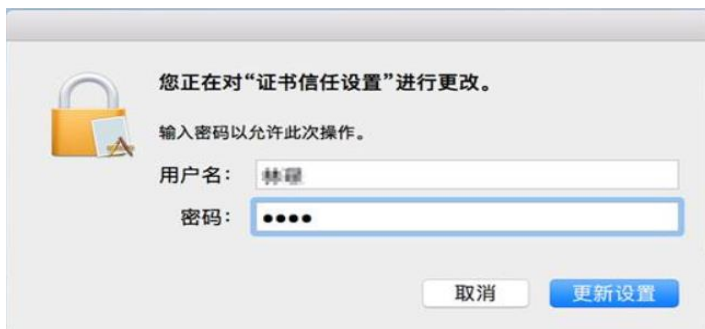 您正在对“证书信任设置”进行更改。
输入密码以允许此次操作。
用户名：
密码：
取消 更新设置